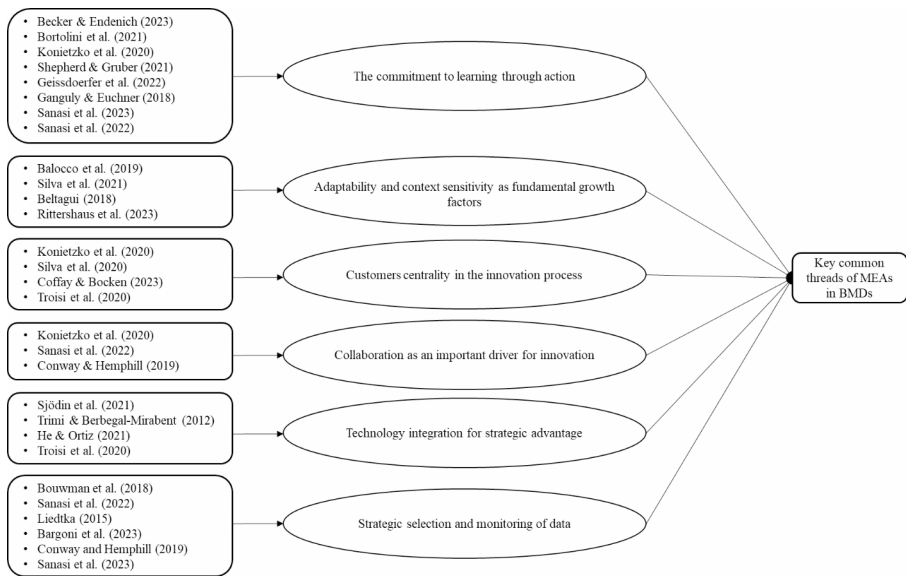 • Becker & Endenich (2023)
• Bortolini et al. (2021)
• Konietzko et al. (2020)
• Shepherd & Gruber (2021)
• Geissdoerfer et al. (2022)
• Ganguly & Euchner (2018)
• Sanasi et al. (2023)
• Sanasi et al. (2022)
The commitment to learning through action
• Balocco et al. (2019)
• Silva et al. (2021)
• Beltagui (2018)
• Rittershaus et al. (2023)
Adaptability and context sensitivity as fundamental growth
factors
• Konietzko et al. (2020)
• Silva et al. (2020)
• Coffay & Bocken (2023)
• Troisi et al. (2020)
Customers centrality in the innovation process
Key common
threads of MEAs
in BMDs
• Konietzko et al. (2020)
• Sanasi et al. (2022)
• Conway & Hemphill (2019)
Collaboration as an important driver for innovation
• Sjödin et al. (2021)
• Trimi & Berbegal-Mirabent (2012)
• He & Ortiz (2021)
• Troisi et al. (2020)
Technology integration for strategic advantage
• Bouwman et al. (2018)
• Sanasi et al. (2022)
• Liedtka (2015)
• Bargoni et al. (2023)
• Conway and Hemphill (2019)
• Sanasi et al. (2023)
Strategic selection and monitoring of data